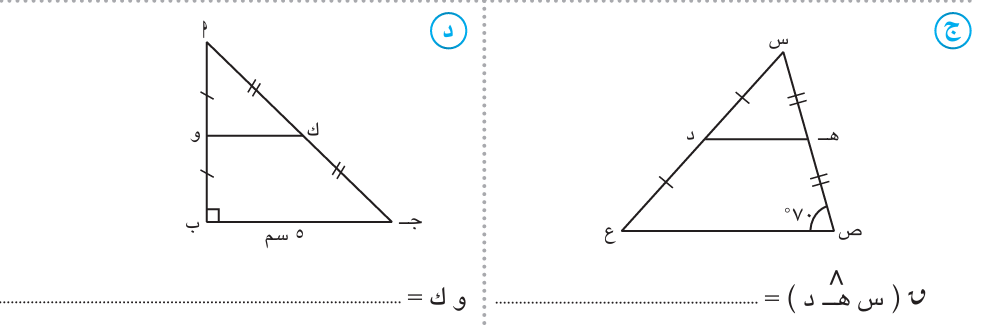 ج
س
د
هـ
٧٠°
ع
ص
ق ( س هـ^ د ) = ........................
د
م
و
ك
ب
جـ
٥ سم
و ك = ........................